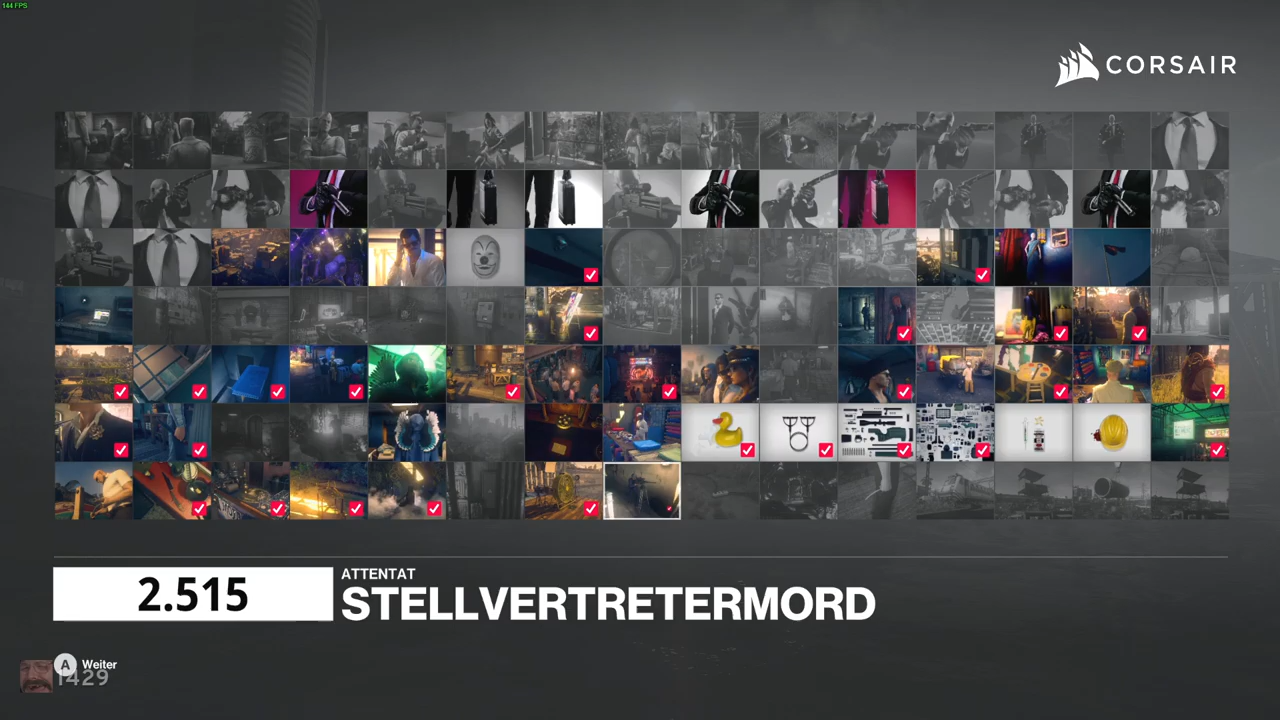 144 FPS
CORSAIR
2.515
ATTENTAT
STELLVERTRETERMORD
A Weiter
1429